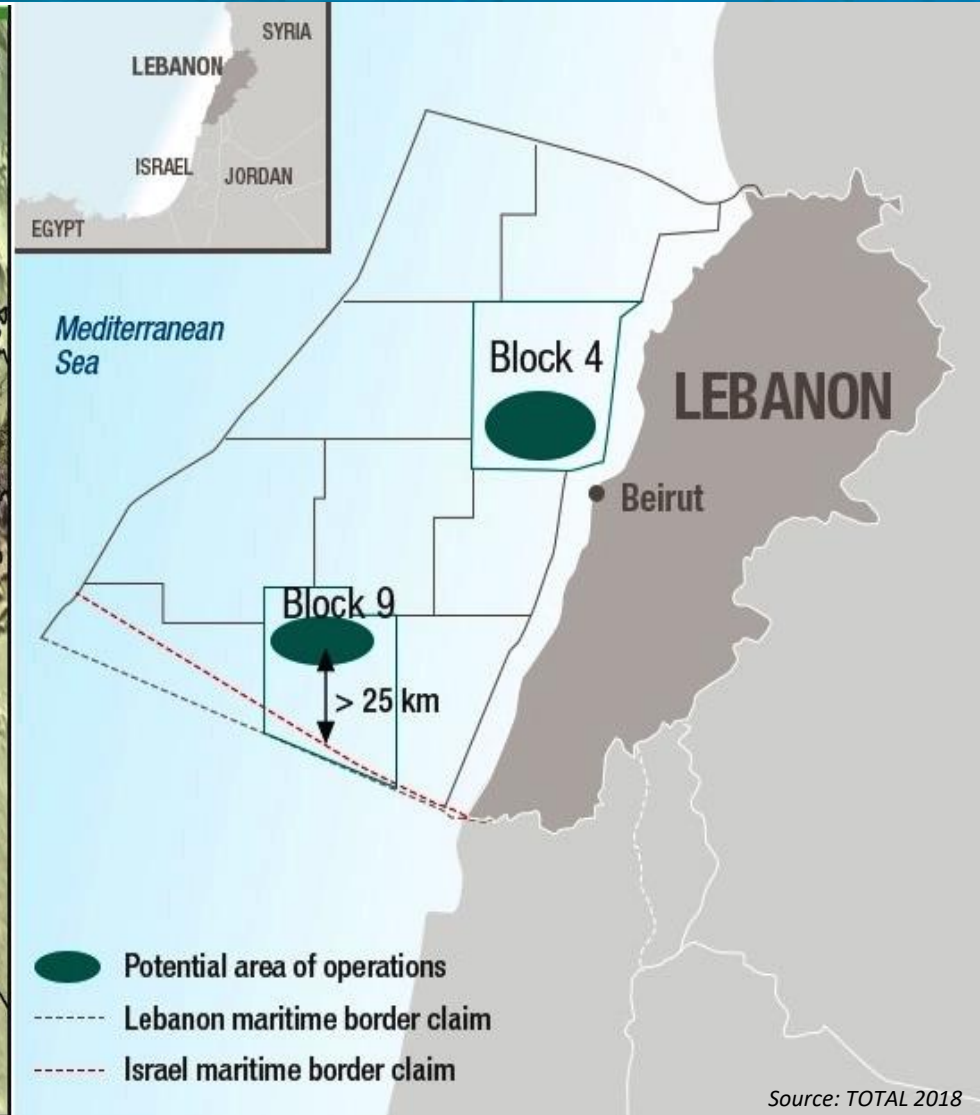 SYRIA
LEBANON
ISRAEL
JORDAN
EGYPT
Mediterranean
Sea
Block 4
LEBANON
Beirut
Block 9
> 25 km
Potential area of operations
Lebanon maritime border claim
Israel maritime border claim
Source: TOTAL 2018